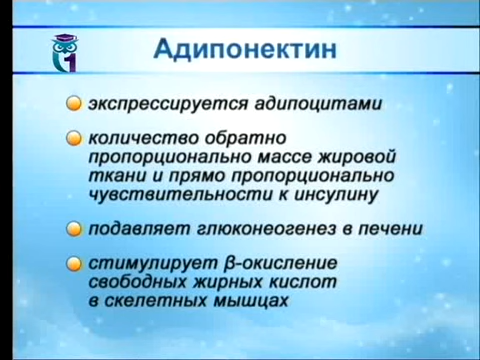 1
Адипонектин
экспрессируется адипоцитами
количество обратно
пропорционально массе жировой
ткани и прямо пропорционально
чувствительности к инсулину
подавляет глюконеогенез в печени
стимулирует β-окисление
свободных жирных кислот
в скелетных мышцах